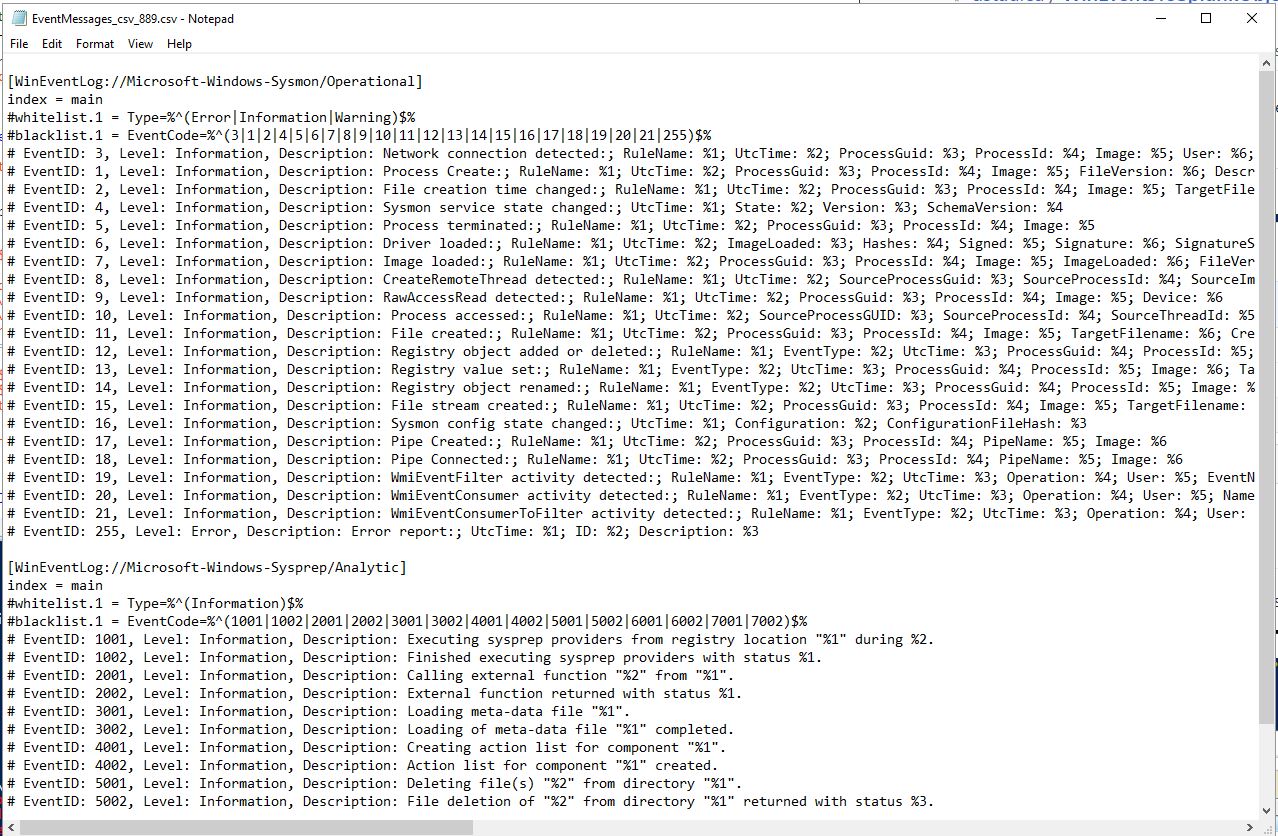 EventMessages_csv_889.csv - Notepad
File Edit Format View Help
[WinEventLog://Microsoft-Windows-Sysmon/Operational]
index = main
#whitelist.1 = Type=%^(Error|Information|Warning)$%
#blacklist.1 = EventCode=%^(3|1|2|4|5|6|7|8|9|10|11|12|13|14|15|16|17|18|19|20|21|255)$%
# EventID: 3, Level: Information, Description: Network connection detected:; RuleName: %1; UtcTime: %2; ProcessGuid: %3; ProcessId: %4; Image: %5; User: %6;
# EventID: 1, Level: Information, Description: Process Create:; RuleName: %1; UtcTime: %2; ProcessGuid: %3; ProcessId: %4; Image: %5; FileVersion: %6; Descr
# EventID: 2, Level: Information, Description: File creation time changed:; RuleName: %1; UtcTime: %2; ProcessGuid: %3; ProcessId: %4; Image: %5; TargetFile
# EventID: 4, Level: Information, Description: Sysmon service state changed:; UtcTime: %1; State: %2; Version: %3; SchemaVersion: %4
# EventID: 5, Level: Information, Description: Process terminated:; RuleName: %1; UtcTime: %2; ProcessGuid: %3; ProcessId: %4; Image: %5
# EventID: 6, Level: Information, Description: Driver loaded:; RuleName: %1; UtcTime: %2; ImageLoaded: %3; Hashes: %4; Signed: %5; Signature: %6; SignatureS
# EventID: 7, Level: Information, Description: Image loaded:; RuleName: %1; UtcTime: %2; ProcessGuid: %3; ProcessId: %4; Image: %5; ImageLoaded: %6; FileVer
# EventID: 8, Level: Information, Description: CreateRemoteThread detected:; RuleName: %1; UtcTime: %2; SourceProcessGuid: %3; SourceProcessId: %4; SourceIm
# EventID: 9, Level: Information, Description: RawAccessRead detected:; RuleName: %1; UtcTime: %2; ProcessGuid: %3; ProcessId: %4; Image: %5; Device: %6
# EventID: 10, Level: Information, Description: Process accessed:; RuleName: %1; UtcTime: %2; SourceProcessGUID: %3; SourceProcessId: %4; SourceThreadId: %5
# EventID: 11, Level: Information, Description: File created:; RuleName: %1; UtcTime: %2; ProcessGuid: %3; ProcessId: %4; Image: %5; TargetFilename: %6; Cre
# EventID: 12, Level: Information, Description: Registry object added or deleted:; RuleName: %1; EventType: %2; UtcTime: %3; ProcessGuid: %4; ProcessId: %5;
# EventID: 13, Level: Information, Description: Registry value set:; RuleName: %1; EventType: %2; UtcTime: %3; ProcessGuid: %4; ProcessId: %5; Image: %6; Ta
# EventID: 14, Level: Information, Description: Registry object renamed:; RuleName: %1; EventType: %2; UtcTime: %3; ProcessGuid: %4; ProcessId: %5; Image: %
# EventID: 15, Level: Information, Description: File stream created:; RuleName: %1; UtcTime: %2; ProcessGuid: %3; ProcessId: %4; Image: %5; TargetFilename:
# EventID: 16, Level: Information, Description: Sysmon config state changed:; UtcTime: %1; Configuration: %2; ConfigurationFileHash: %3
# EventID: 17, Level: Information, Description: Pipe Created:; RuleName: %1; UtcTime: %2; ProcessGuid: %3; ProcessId: %4; PipeName: %5; Image: %6
# EventID: 18, Level: Information, Description: Pipe Connected:; RuleName: %1; UtcTime: %2; ProcessGuid: %3; ProcessId: %4; PipeName: %5; Image: %6
# EventID: 19, Level: Information, Description: WmiEventFilter activity detected:; RuleName: %1; EventType: %2; UtcTime: %3; Operation: %4; User: %5; EventN
# EventID: 20, Level: Information, Description: WmiEventConsumer activity detected:; RuleName: %1; EventType: %2; UtcTime: %3; Operation: %4; User: %5; Name
# EventID: 21, Level: Information, Description: WmiEventConsumerToFilter activity detected:; RuleName: %1; EventType: %2; UtcTime: %3; Operation: %4; User:
# EventID: 255, Level: Error, Description: Error report:; UtcTime: %1; ID: %2; Description: %3
[WinEventLog://Microsoft-Windows-Sysprep/Analytic]
index = main
#whitelist.1 = Type=%^(Information)$%
#blacklist.1 = EventCode=%^(1001|1002|2001|2002|3001|3002|4001|4002|5001|5002|6001|6002|7001|7002)$%
# EventID: 1001, Level: Information, Description: Executing sysprep providers from registry location "%1" during %2.
# EventID: 1002, Level: Information, Description: Finished executing sysprep providers with status %1.
# EventID: 2001, Level: Information, Description: Calling external function "%2" from "%1".
# EventID: 2002, Level: Information, Description: External function returned with status %1.
# EventID: 3001, Level: Information, Description: Loading meta-data file "%1".
# EventID: 3002, Level: Information, Description: Loading of meta-data file "%1" completed.
# EventID: 4001, Level: Information, Description: Creating action list for component "%1".
# EventID: 4002, Level: Information, Description: Action list for component "%1" created.
# EventID: 5001, Level: Information, Description: Deleting file(s) "%2" from directory "%1".
# EventID: 5002, Level: Information, Description: File deletion of "%2" from directory "%1" returned with status %3.